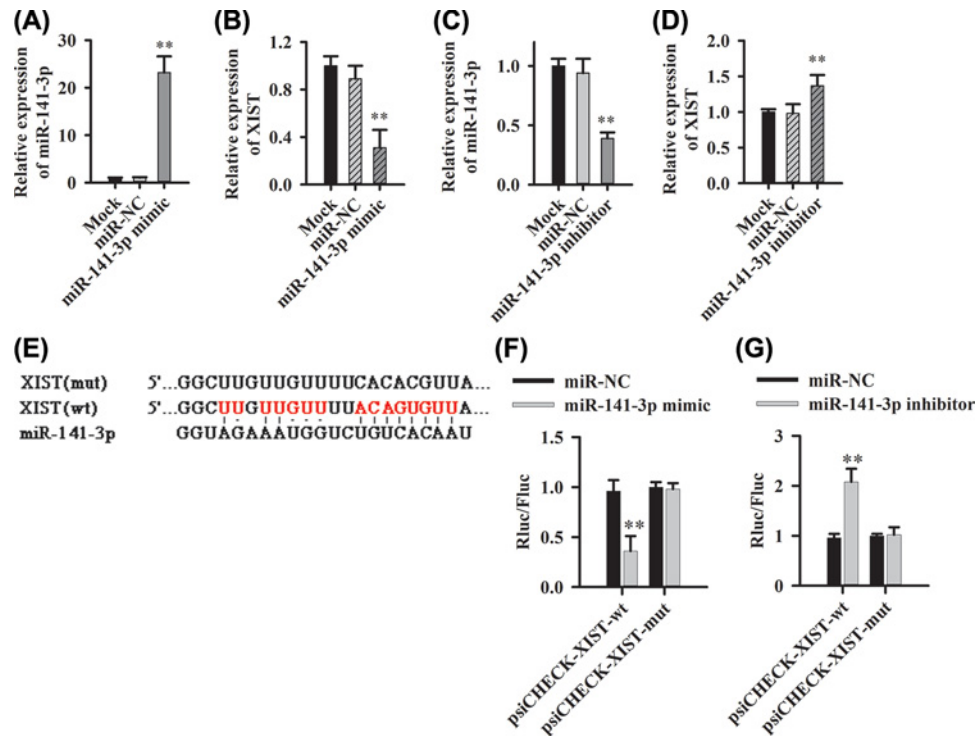 (A)
Relative expression
of miR-141-3p
30
20
10
0
**
Mock
miR-NC
miR-141-3p mimic
(B)
Relative expression
of XIST
1.2
0.8
0.4
0.0
**
Mock
miR-NC
miR-141-3p mimic
(C)
Relative expression
of miR-141-3p
1.0
0.5
0.0
**
Mock
miR-NC
miR-141-3p inhibitor
(D)
Relative expression
of XIST
2.0
1.5
1.0
0.5
0.0
**
Mock
miR-NC
miR-141-3p inhibitor
(E)
XIST(mut) 5'...GGCUUGUUGUUUUCACACGUUA...
XIST(wt) 5'...GGCUUGUUGUUUUACAGUGUUA...
miR-141-3p GGUAGAAAUGGUCUGUCACAAU
(F)
miR-NC
miR-141-3p mimic
Rluc/Fluc
1.5
1.0
0.5
0.0
**
psiCHECK-XIST-wt
psiCHECK-XIST-mut
(G)
miR-NC
miR-141-3p inhibitor
Rluc/Fluc
3
2
1
0
**
psiCHECK-XIST-wt
psiCHECK-XIST-mut